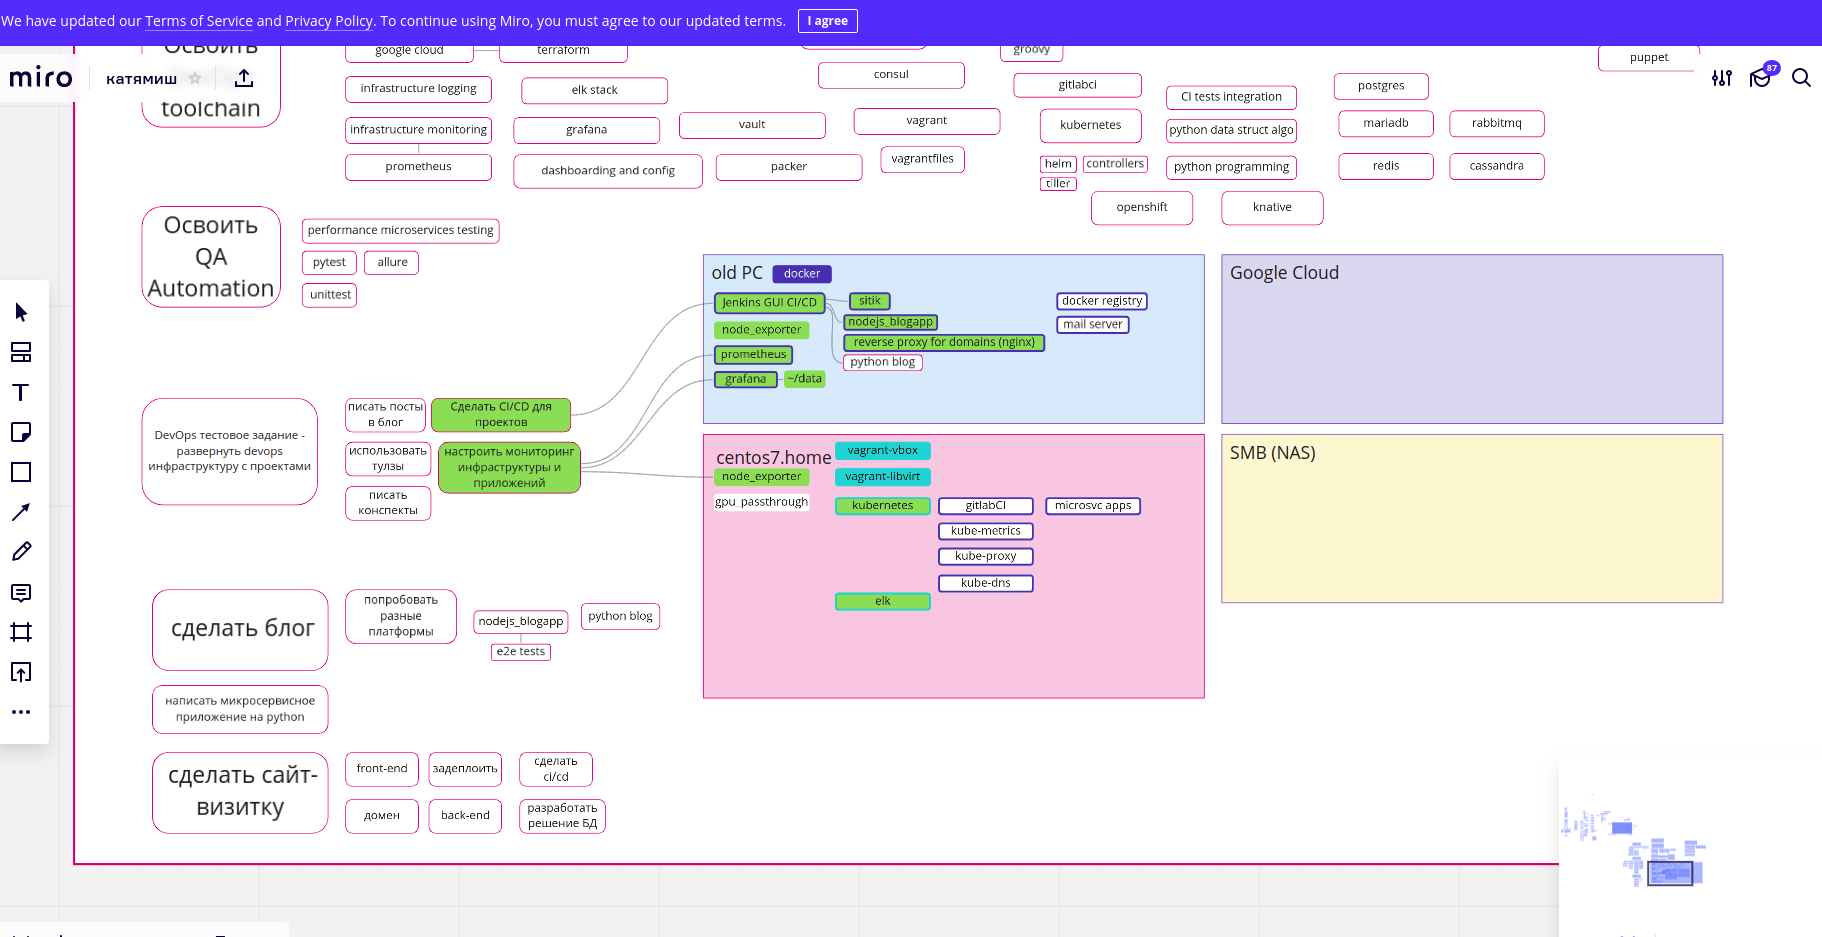 We have updated our Terms of Service and Privacy Policy. To continue using Miro, you must agree to our updated terms.
I agree
miro
катямиш
87
Освоить
toolchain
google cloud
terraform
groovy
puppet
infrastructure logging
elk stack
consul
gitlabci
CI tests integration
postgres
infrastructure monitoring
grafana
vault
vagrant
kubernetes
python data struct algo
mariadb
rabbitmq
prometheus
dashboarding and config
packer
vagrantfiles
helm
controllers
tiller
python programming
redis
cassandra
openshift
knative
Освоить
QA
Automation
performance microservices testing
pytest
allure
unittest
old PC
docker
Jenkins GUI CI/CD
sitik
docker registry
nodejs_blogapp
mail server
node_exporter
reverse proxy for domains (nginx)
prometheus
python blog
grafana
~/data
Google Cloud
DevOps тестовое задание -
развернуть devops
инфраструктуру с проектами
писать посты
в блог
Сделать CI/CD для
проектов
использовать
тулзы
настроить мониторинг
инфраструктуры и
приложений
писать
конспекты
centos7.home
vagrant-vbox
node_exporter
vagrant-libvirt
gpu_passthrough
kubernetes
gitlabCI
microsvc apps
kube-metrics
kube-proxy
kube-dns
elk
SMB (NAS)
сделать блог
попробовать
разные
платформы
nodejs_blogapp
python blog
e2e tests
написать микросервисное
приложение на python
сделать сайт-
визитку
front-end
задеплоить
сделать
ci/cd
домен
back-end
разработать
решение БД